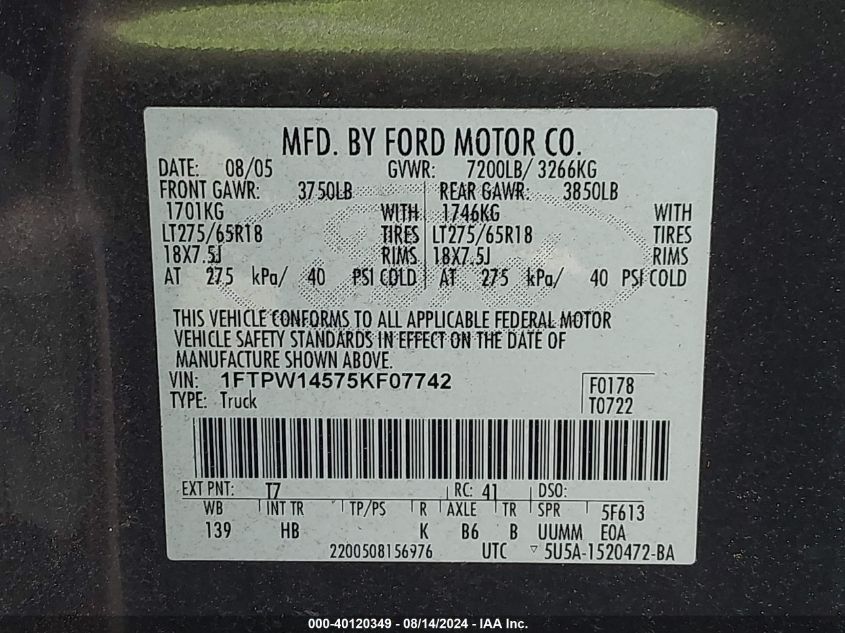 MFD. BY FORD MOTOR CO.
DATE: 08/05 GVWR: 7200LB/ 3266KG
FRONT GAWR: 3750LB REAR GAWR: 3850LB
1701KG WITH 1746KG WITH
LT275/65R18 TIRES LT275/65R18 TIRES
18X7.5J RIMS 18X7.5J RIMS
AT 275 kPa/ 40 PSI COLD AT 275 kPa/ 40 PSI COLD
THIS VEHICLE CONFORMS TO ALL APPLICABLE FEDERAL MOTOR
VEHICLE SAFETY STANDARDS IN EFFECT ON THE DATE OF
MANUFACTURE SHOWN ABOVE.
VIN: 1FTPW14575KF07742 F0178
TYPE: Truck T0722
EXT PNT: T7 RC: 41 DSO:
WB INT TR TP/PS R AXLE TR SPR 5F613
139 HB K B6 B UUMM E0A
2200508156976 UTC ▽ 5U5A-1520472-BA
000-40120349 - 08/14/2024 - IAA Inc.